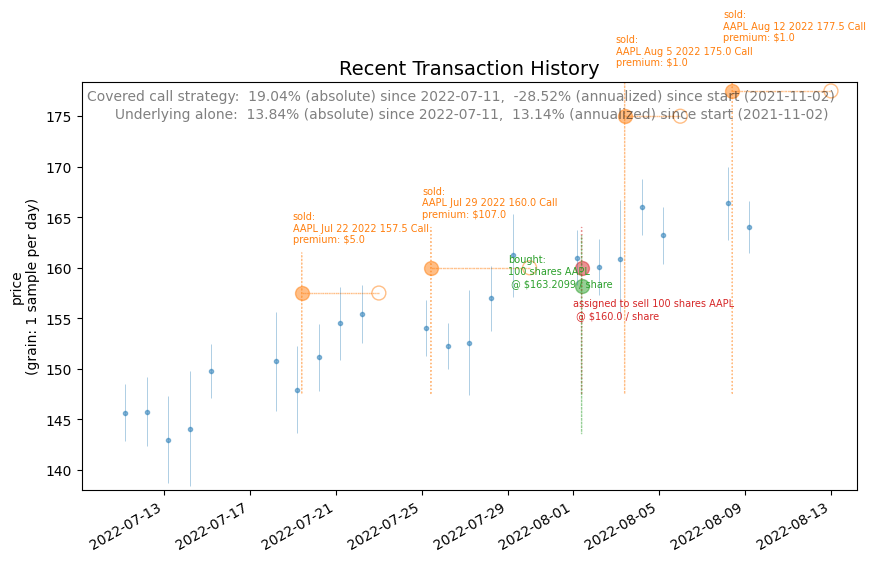 sold:
AAPL Aug 12 2022 177.5 Call
premium: $1.0
sold:
AAPL Aug 5 2022 175.0 Call
premium: $1.0
Recent Transaction History
Covered call strategy:  19.04% (absolute) since 2022-07-11,  -28.52% (annualized) since start (2021-11-02)
Underlying alone:  13.84% (absolute) since 2022-07-11,  13.14% (annualized) since start (2021-11-02)
sold:
AAPL Jul 29 2022 160.0 Call
premium: $107.0
sold:
AAPL Jul 22 2022 157.5 Call
premium: $5.0
bought:
100 shares AAPL
@ $163.2099 / share
assigned to sell 100 shares AAPL
@ $160.0 / share
price
(grain: 1 sample per day)
175
170
165
160
155
150
145
140
2022-07-13
2022-07-17
2022-07-21
2022-07-25
2022-07-29
2022-08-01
2022-08-05
2022-08-09
2022-08-13